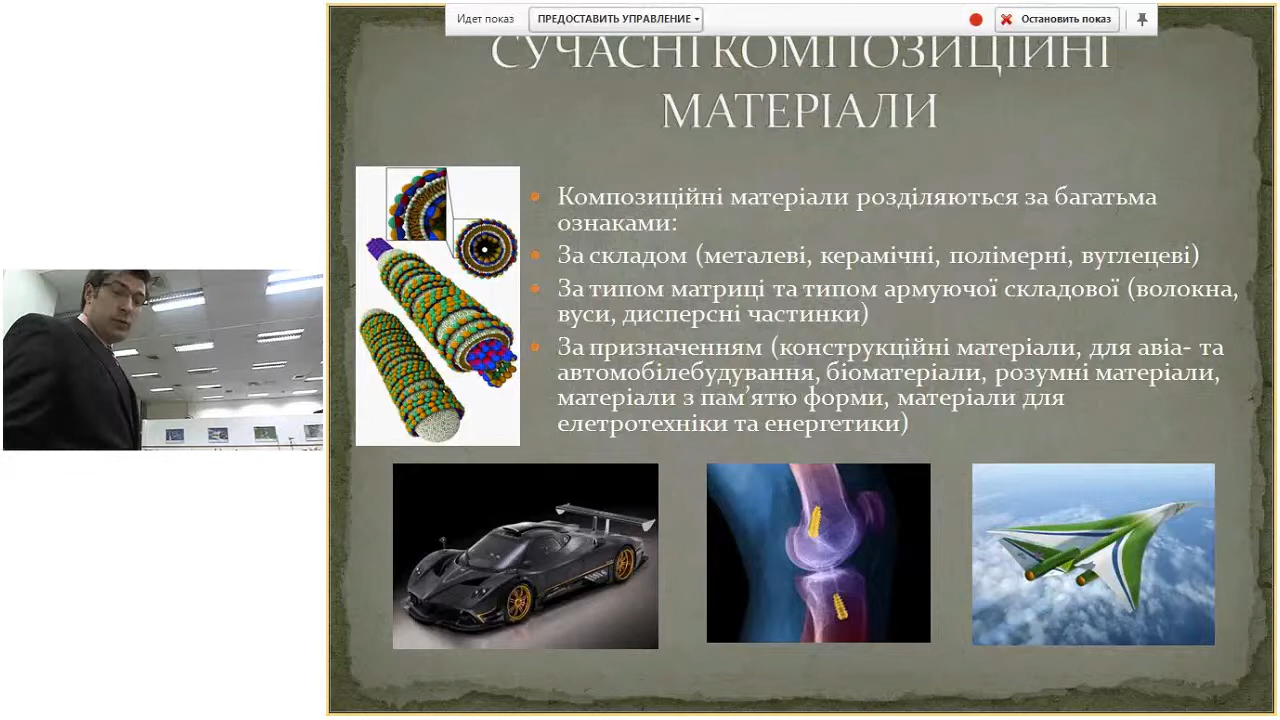 Идет показ
ПРЕДОСТАВИТЬ УПРАВЛЕНИЕ
Остановить показ
СУЧАСНІ КОМПОЗИЦІЙНІ
МАТЕРІАЛИ
Композиційні матеріали розділяються за багатьма
ознаками:
За складом (металеві, керамічні, полімерні, вуглецеві)
За типом матриці та типом армуючої складової (волокна,
вуси, дисперсні частинки)
За призначенням (конструкційні матеріали, для авіа- та
автомобілебудування, біоматеріали, розумні матеріали,
матеріали з пам’ятю форми, матеріали для
елетротехніки та енергетики)